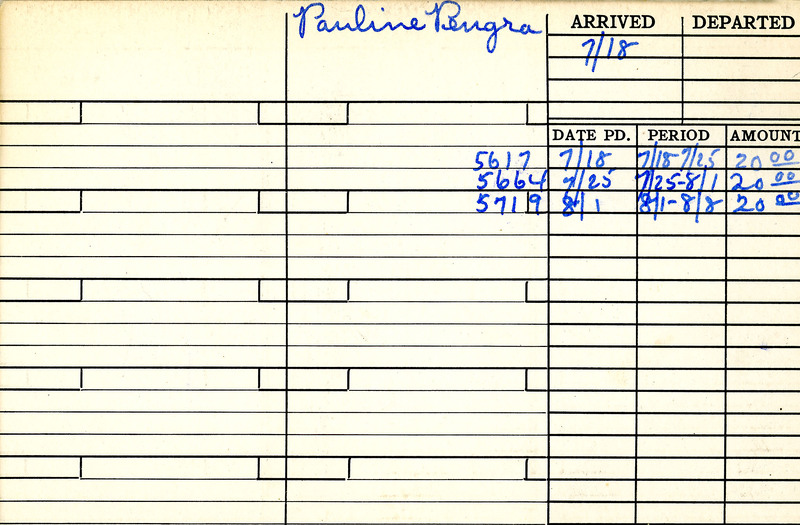 Pauline Pengra
ARRIVED DEPARTED
7/18
DATE PD. PERIOD AMOUNT
5617 7/18 7/18-7/25 20 00
5664 7/25 7/25-8/1 20 00
5719 8/1 8/1-8/8 20 00